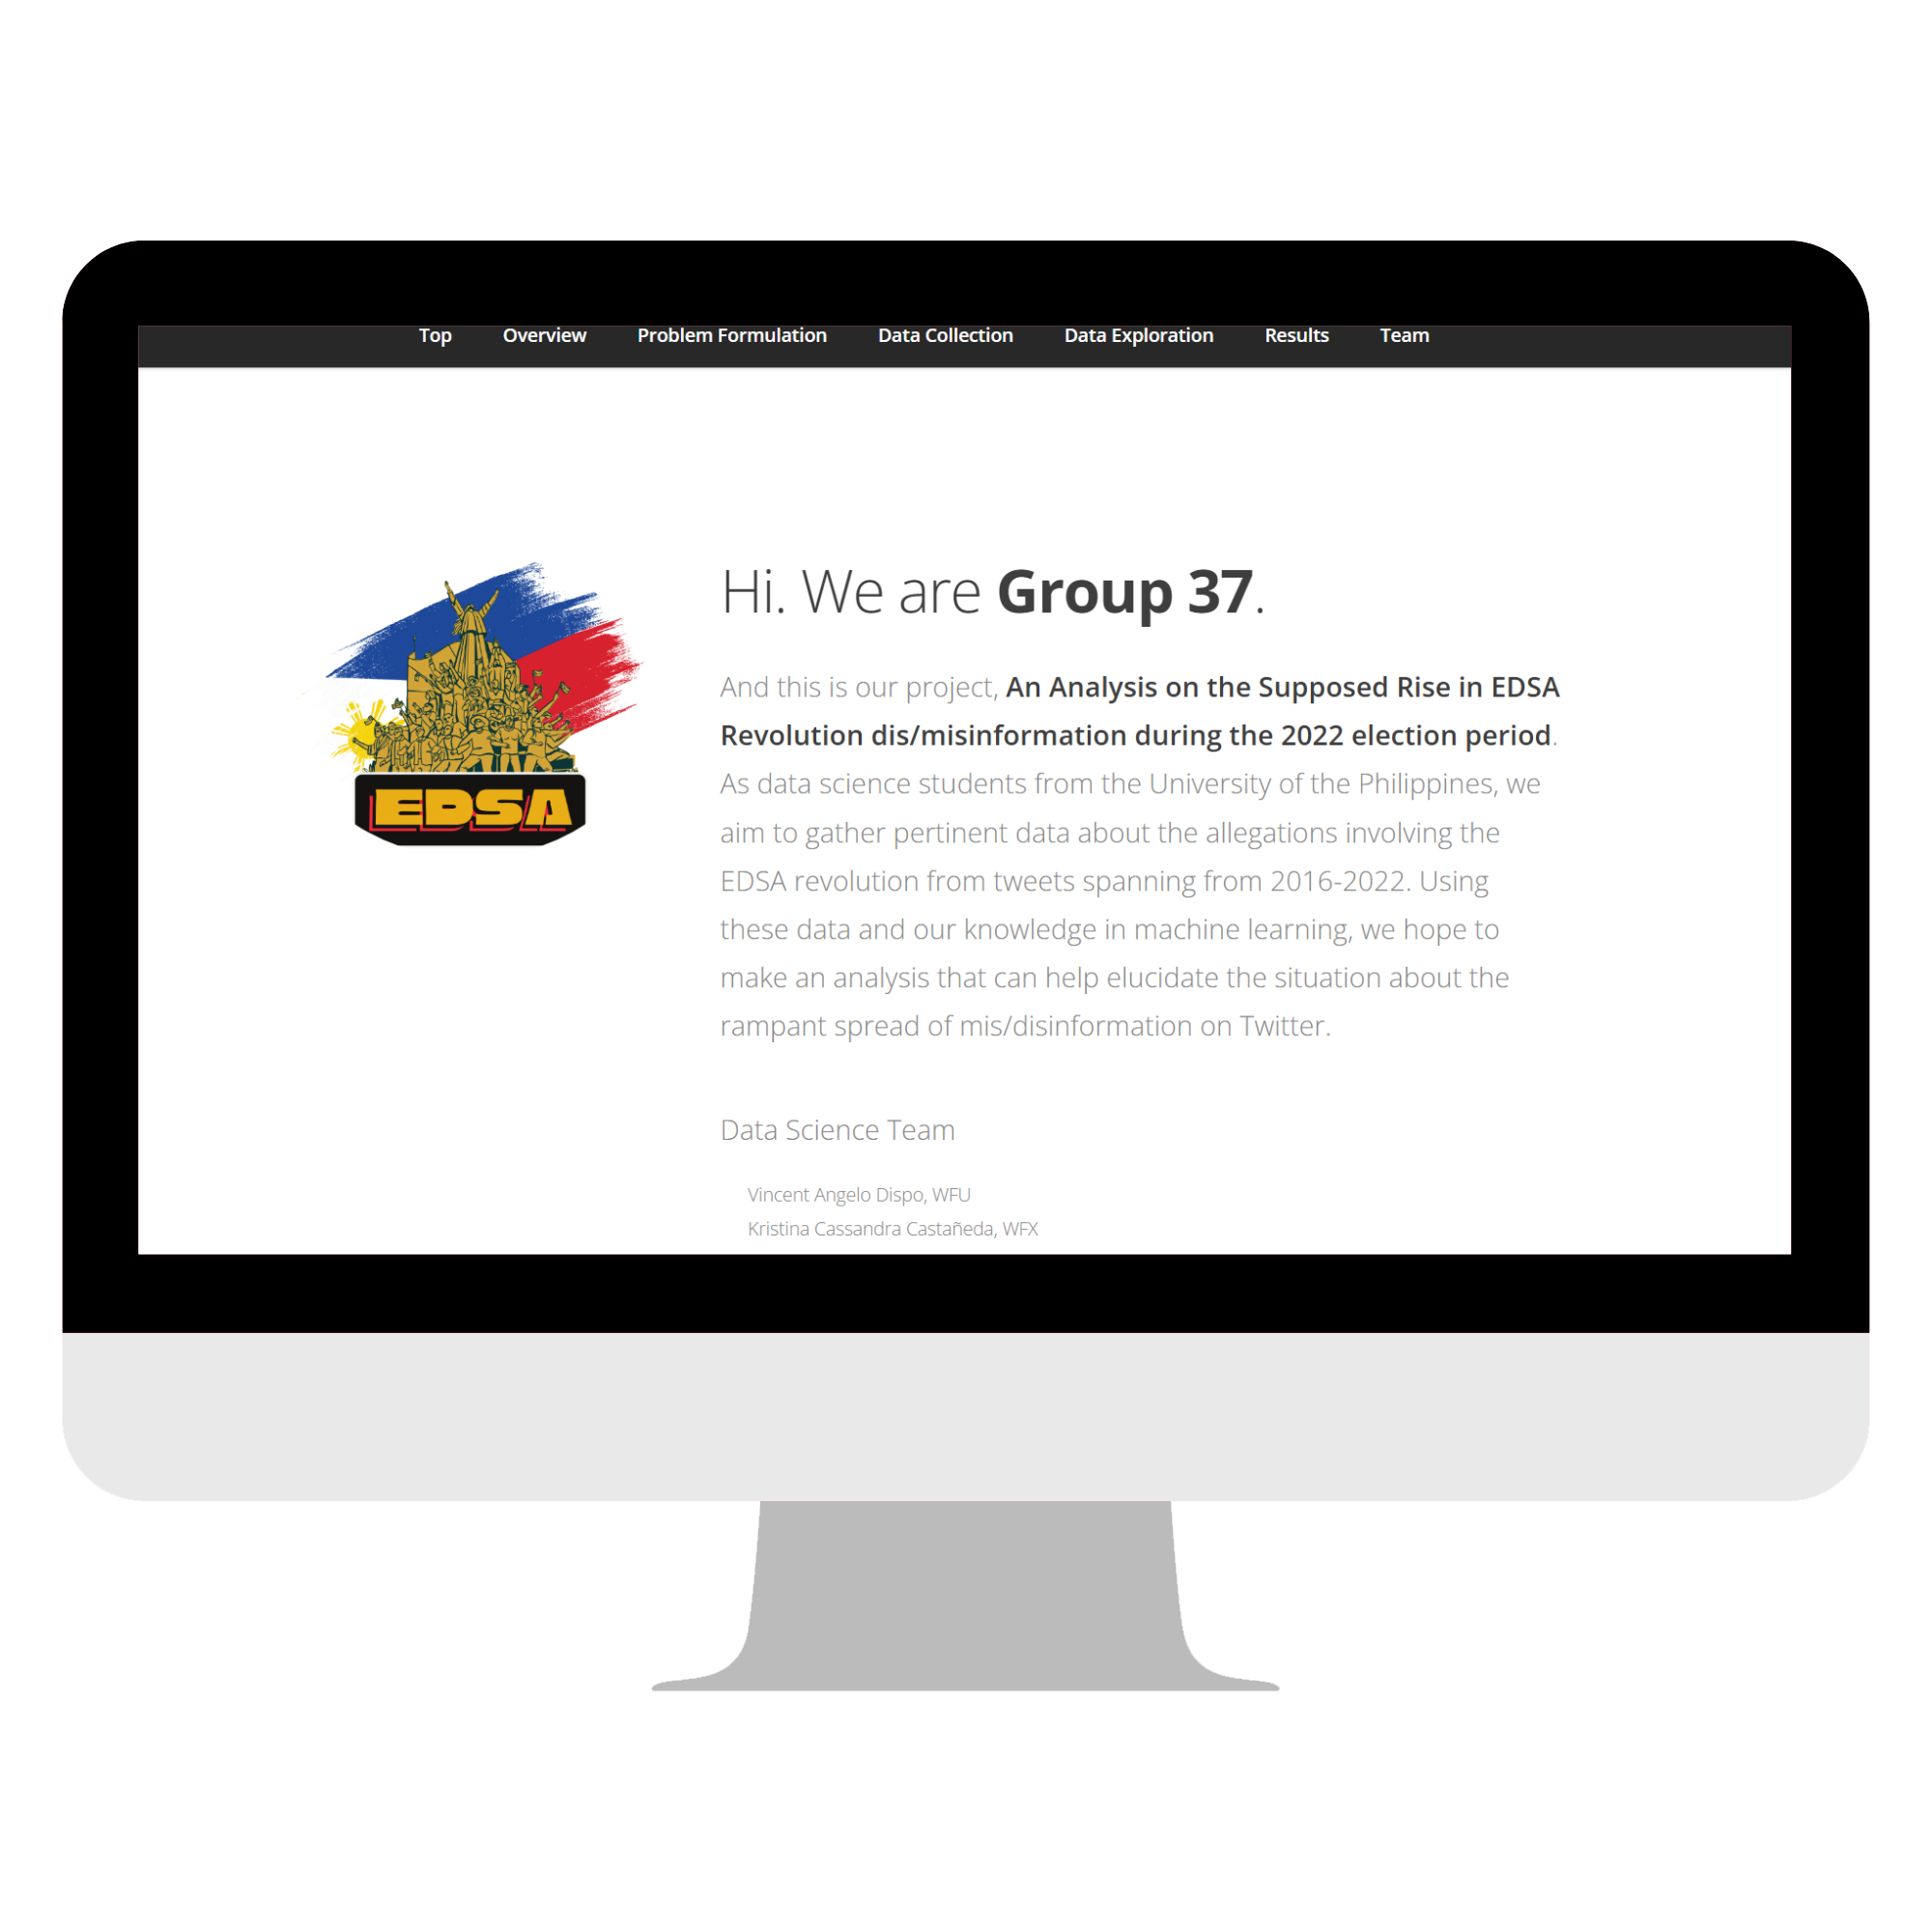 Top Overview Problem Formulation Data Collection Data Exploration Results Team
EDSA
Hi. We are Group 37.
And this is our project, An Analysis on the Supposed Rise in EDSA
Revolution dis/misinformation during the 2022 election period.
As data science students from the University of the Philippines, we
aim to gather pertinent data about the allegations involving the
EDSA revolution from tweets spanning from 2016-2022. Using
these data and our knowledge in machine learning, we hope to
make an analysis that can help elucidate the situation about the
rampant spread of mis/disinformation on Twitter.
Data Science Team
Vincent Angelo Dispo, WFU
Kristina Cassandra Castañeda, WFX